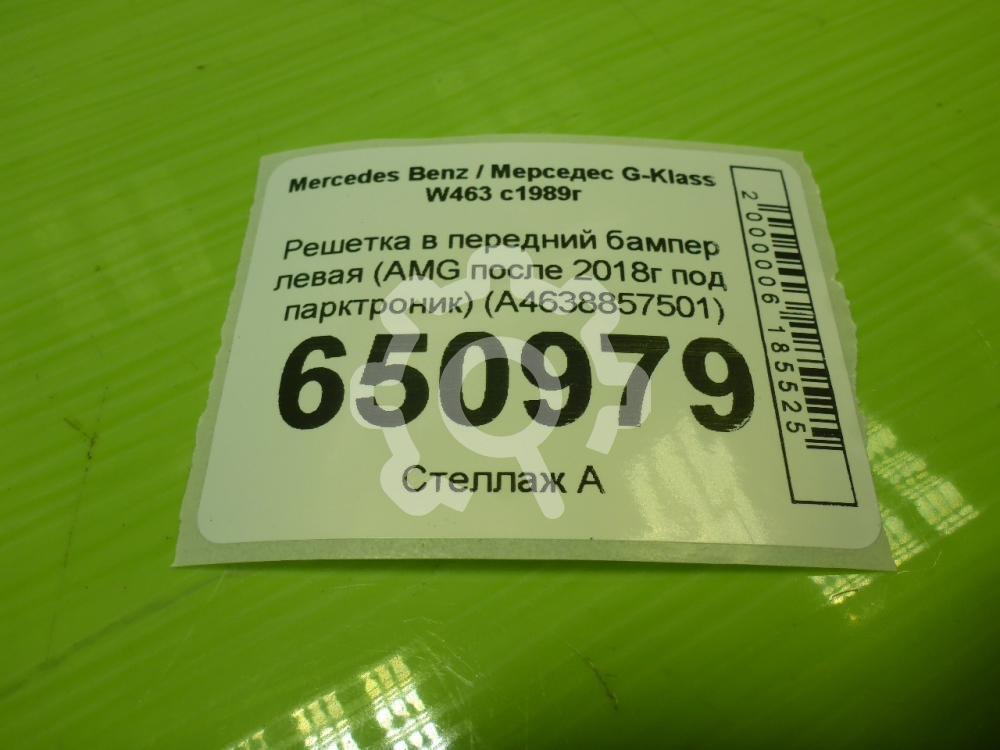 Mercedes Benz / Мерседес G-Klass
W463 с1989г
Решетка в передний бампер
левая (AMG после 2018г под
парктроник) (A4638857501)
650979
Стеллаж А
2000006185525